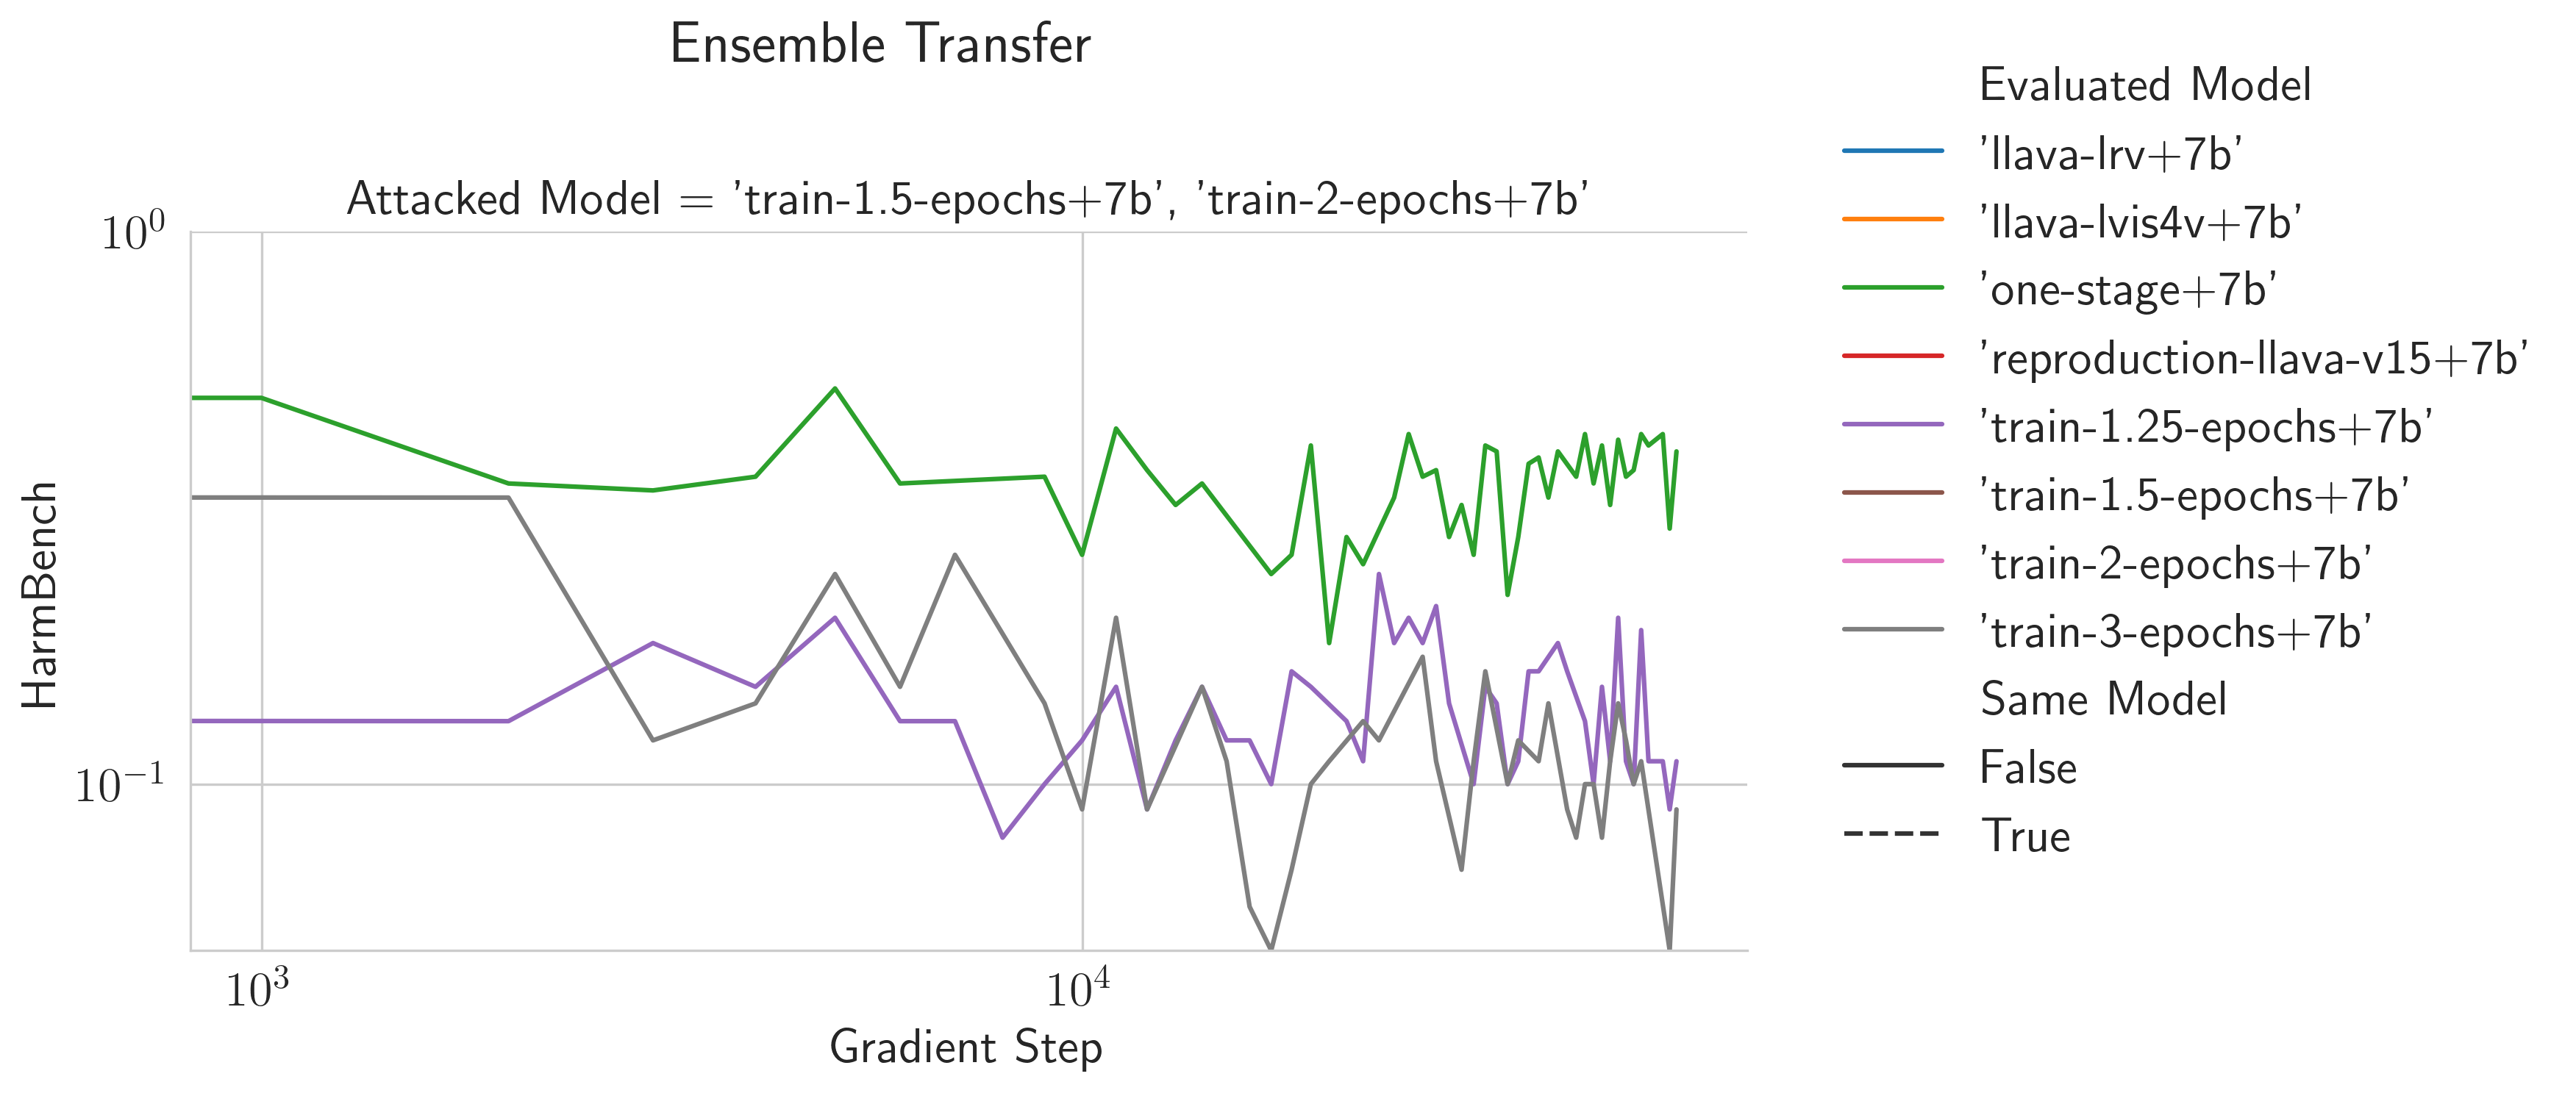 Ensemble Transfer
Attacked Model = 'train-1.5-epochs+7b', 'train-2-epochs+7b'
10^0
10^{-1}
HarmBench
10^3
10^4
Gradient Step
Evaluated Model
'llava-lrv+7b'
'llava-lvis4v+7b'
'one-stage+7b'
'reproduction-llava-v15+7b'
'train-1.25-epochs+7b'
'train-1.5-epochs+7b'
'train-2-epochs+7b'
'train-3-epochs+7b'
Same Model
False
True